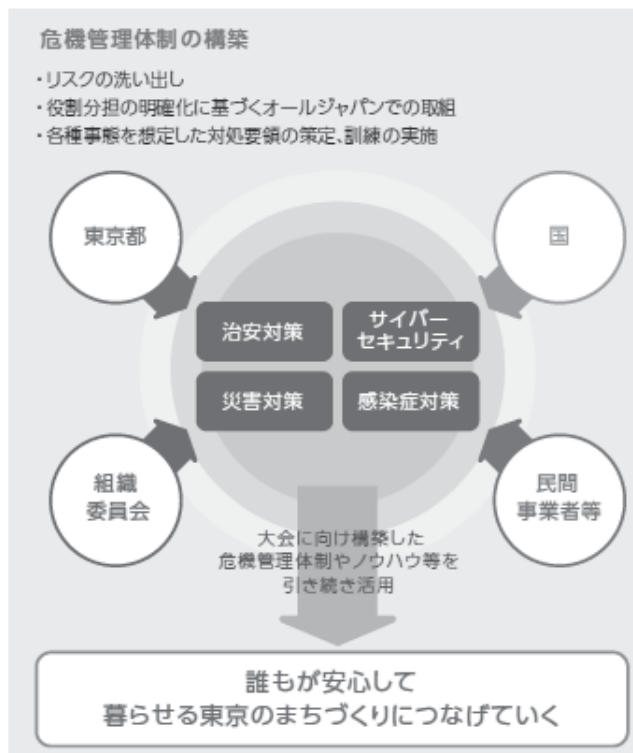 危機管理体制の構築
・リスクの洗い出し
・役割分担の明確化に基づくオールジャパンでの取組
・各種事態を想定した対処要領の策定、訓練の実施
東京都
国
治安対策
サイバー
セキュリティ
災害対策
感染症対策
組織
委員会
民間
事業者等
大会に向け構築した
危機管理体制やノウハウ等を
引き続き活用
誰もが安心して
暮らせる東京のまちづくりにつなげていく